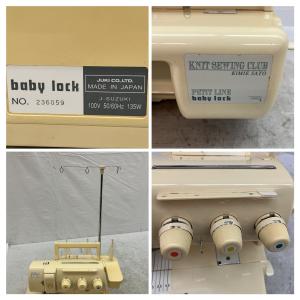 baby lock
NO. 236059
JUKI CO., LTD.
MADE IN JAPAN
J-SUZUKI
100V 50/60Hz 135W
KNIT SEWING CLUB
KIMIE SATO
PETIT LINE
baby lock